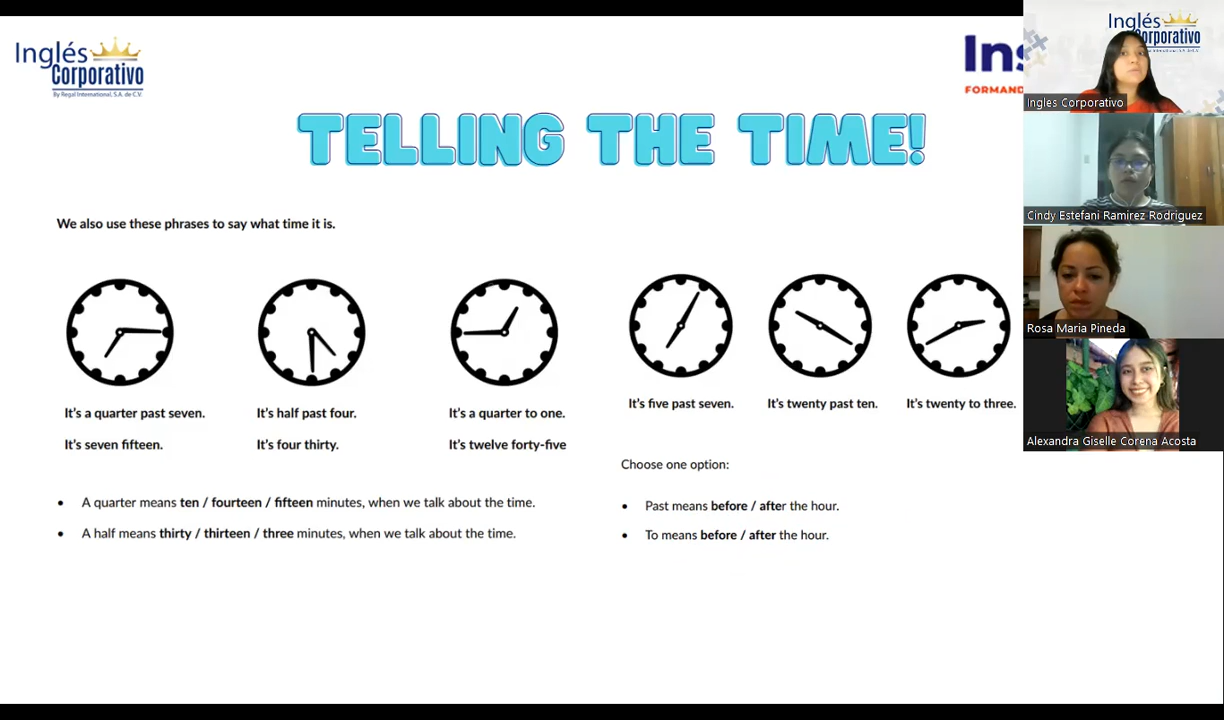 Inglés
Corporativo
By Regal International, S.A. de C.V.
Ins
FORMAND
TELLING THE TIME!
We also use these phrases to say what time it is.
It's a quarter past seven.
It's seven fifteen.
It's half past four.
It's four thirty.
It's a quarter to one.
It's twelve forty-five
It's five past seven.
It's twenty past ten.
It's twenty to three.
• A quarter means ten / fourteen / fifteen minutes, when we talk about the time.
• A half means thirty / thirteen / three minutes, when we talk about the time.
Choose one option:
• Past means before / after the hour.
• To means before / after the hour.
Inglés
Corporativo
Ingles Corporativo
Cindy Estefani Ramirez Rodriguez
Rosa Maria Pineda
Alexandra Giselle Corena Acosta